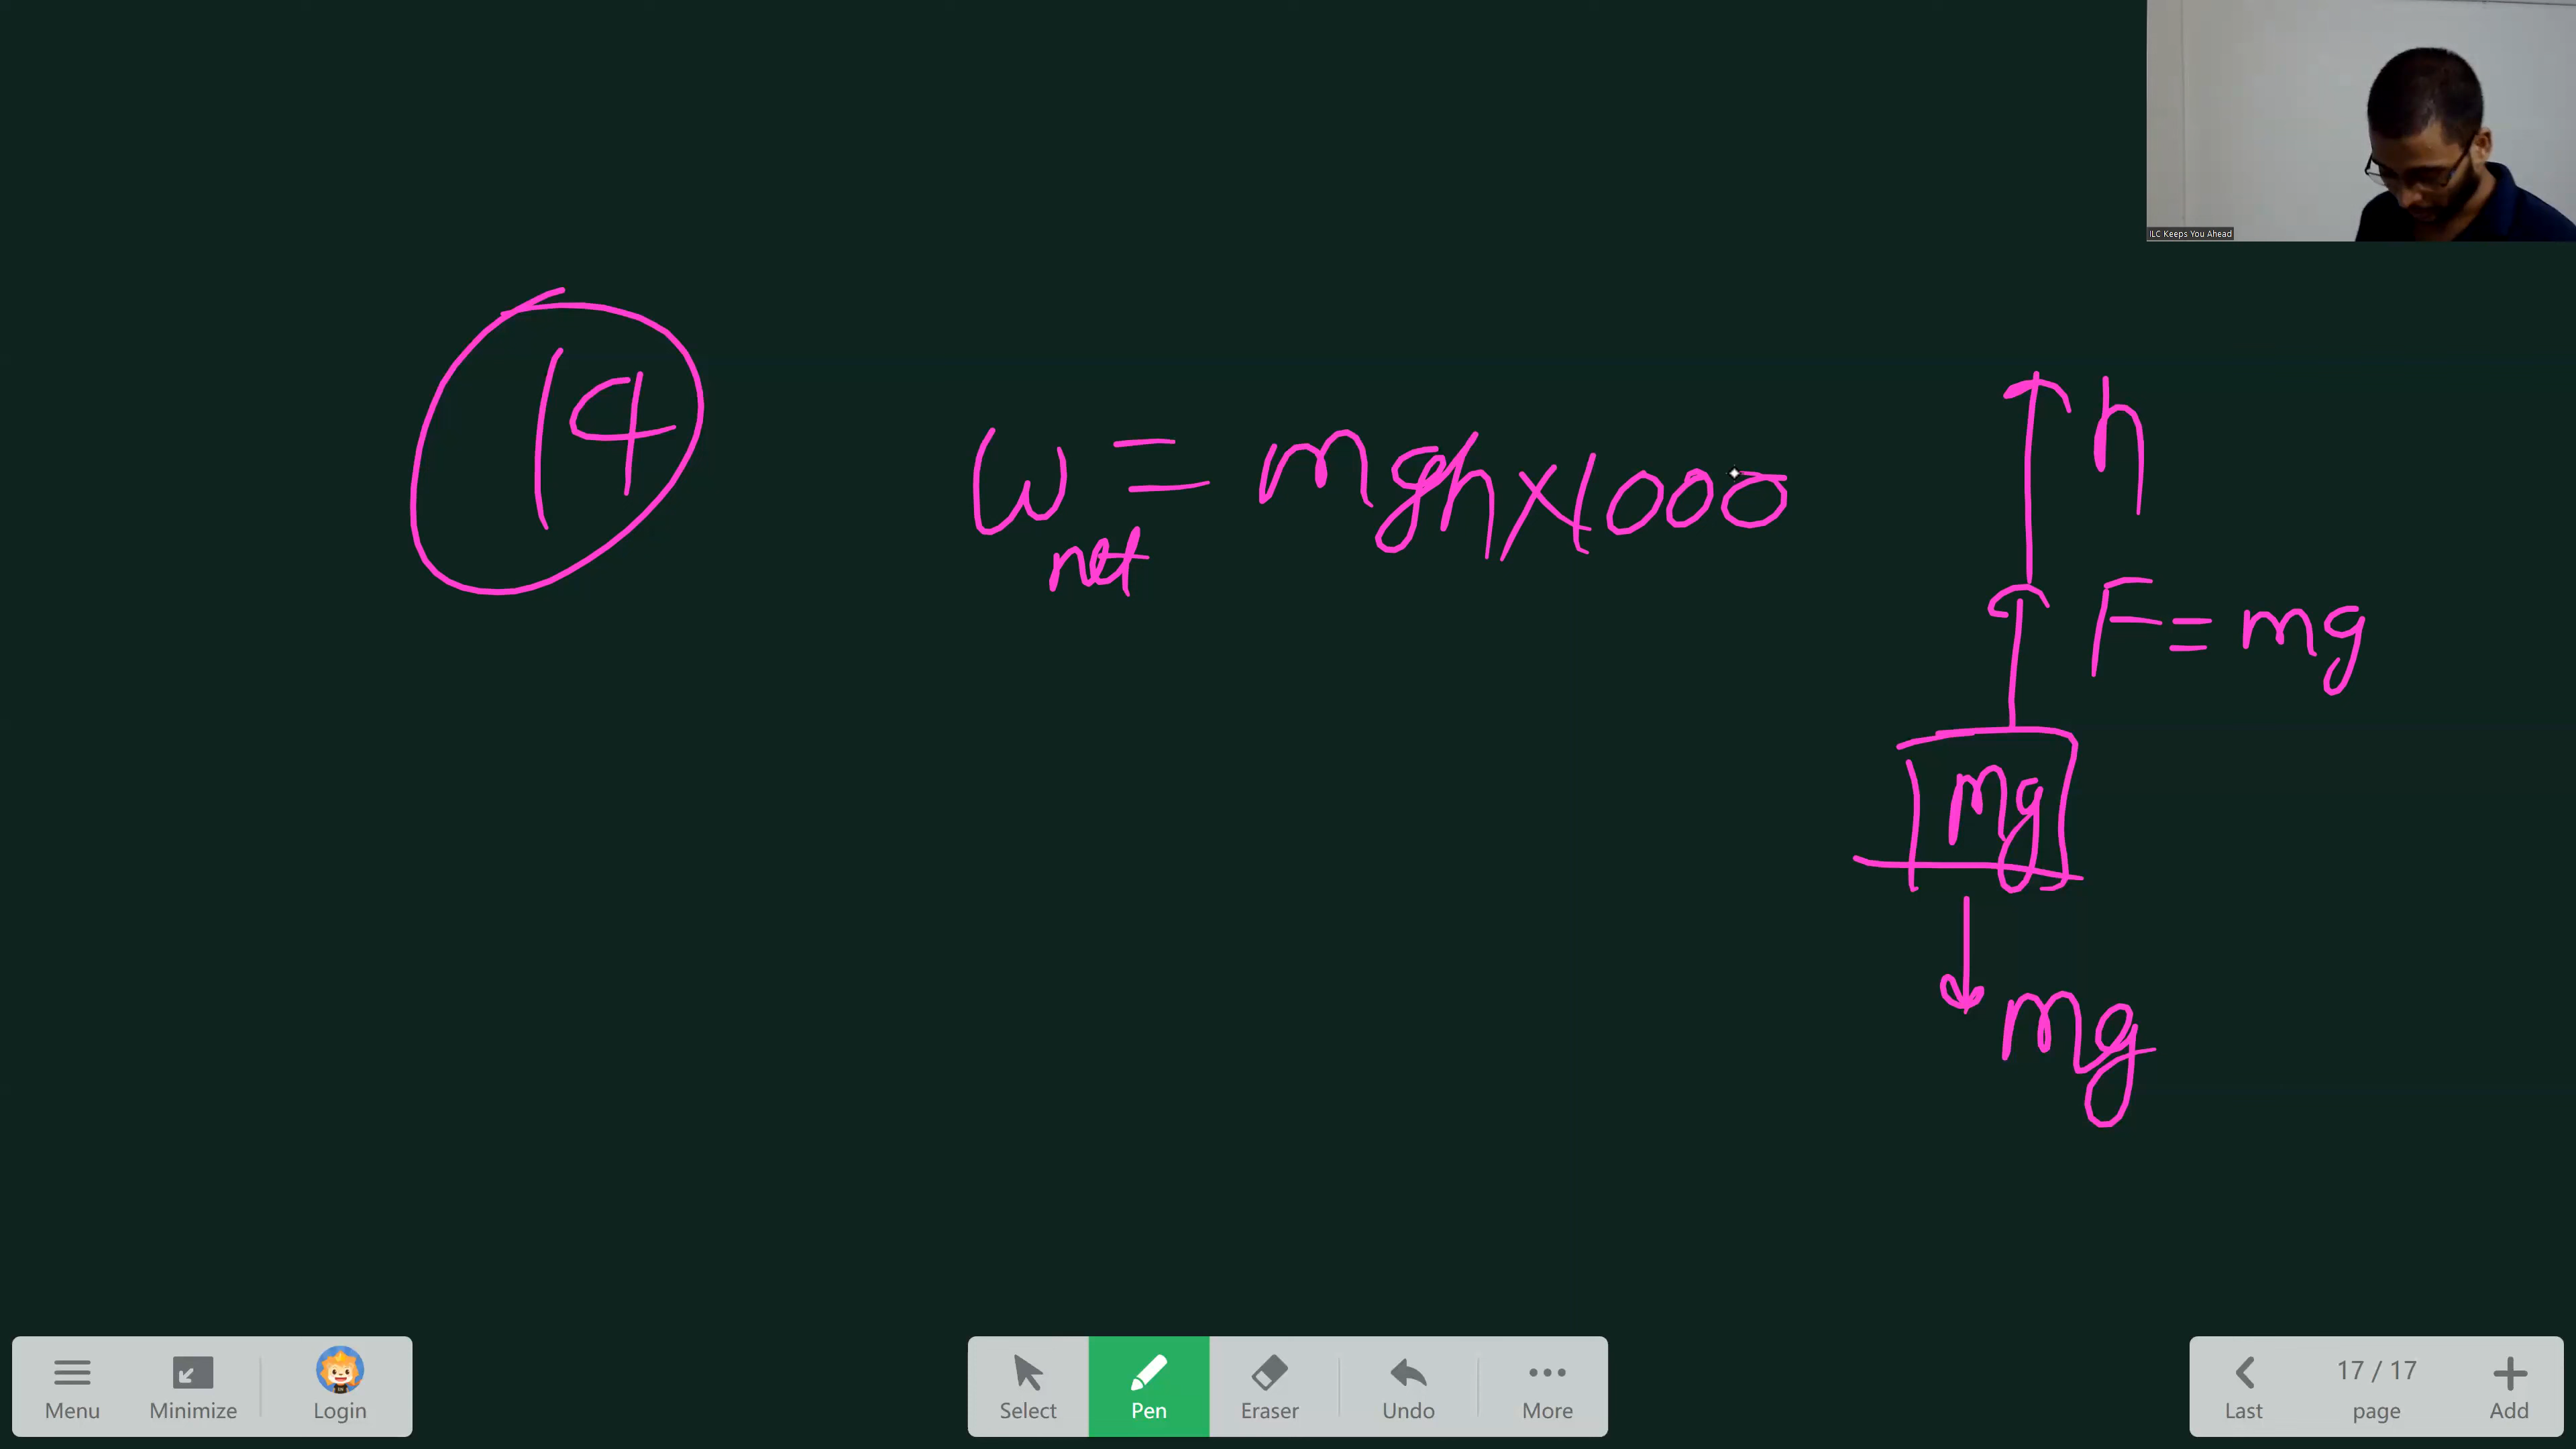 ILC Keeps You Ahead
14
W net = mgh×1000
h
F = mg
mg
mg
Menu
Minimize
Login
Select
Pen
Eraser
Undo
More
Last
17 / 17
page
Add